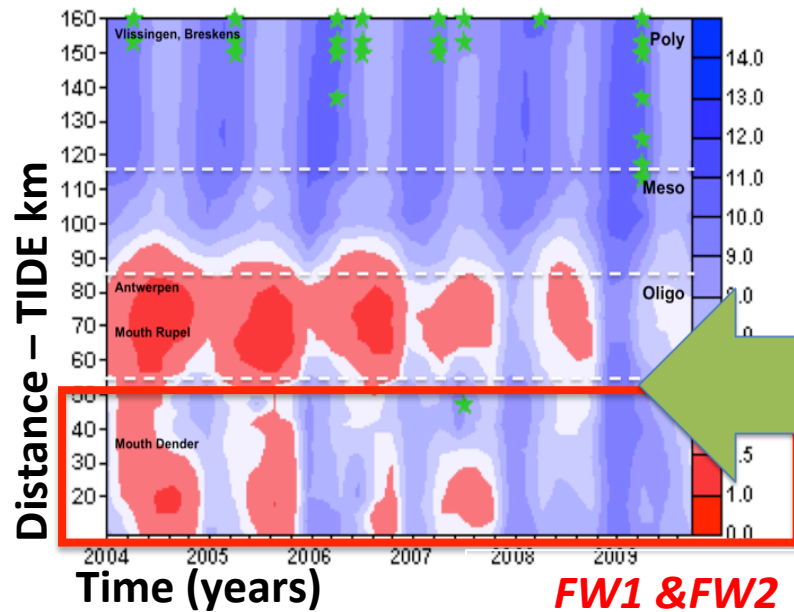 160
150
140
130
120
110
100
90
80
70
60
50
40
30
20
Distance – TIDE km
Vlissingen, Breskens
Poly
Meso
Antwerpen
Oligo
Mouth Rupel
Mouth Dender
14.0
13.0
12.0
11.0
10.0
9.0
1.0
0.0
2004 2005 2006 2007 2008 2009
Time (years)
FW1 &FW2